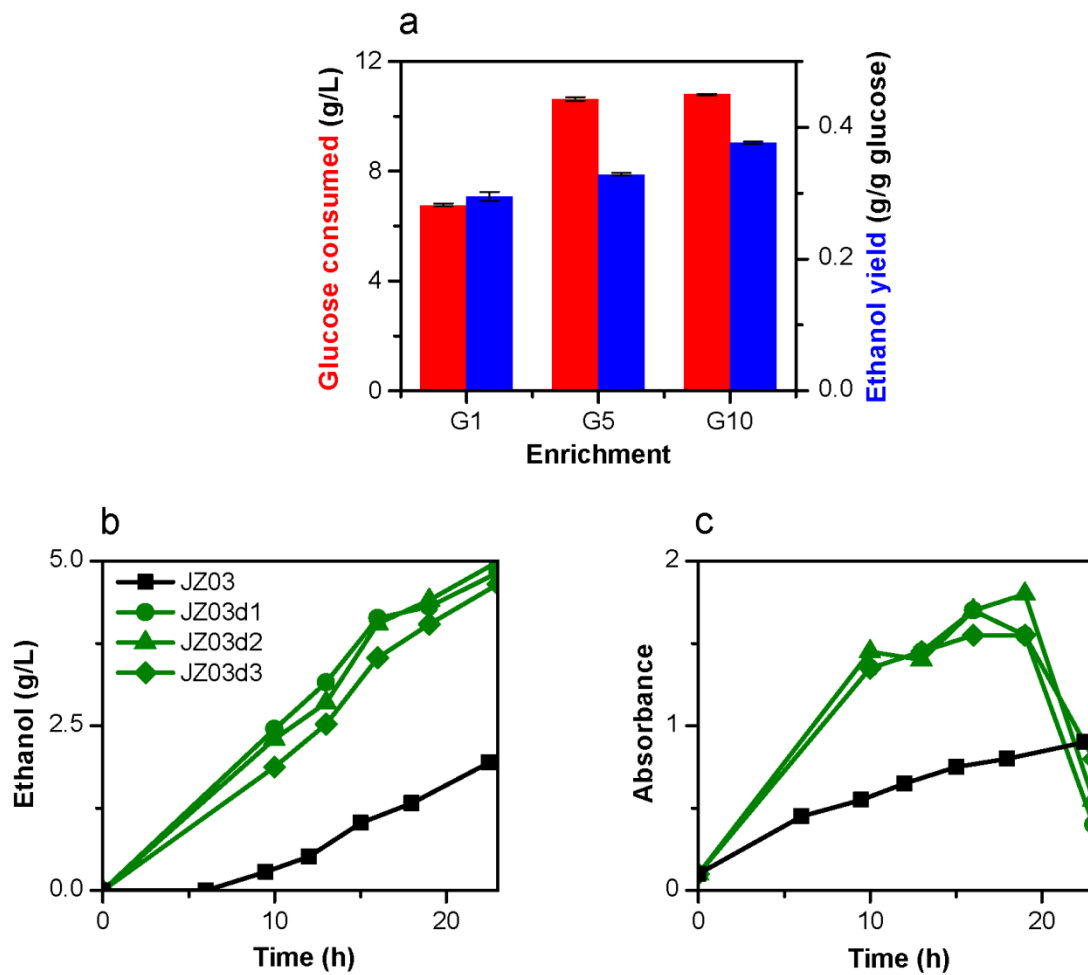 a
Glucose consumed (g/L)
12
8
4
0
0.4
0.2
0.0
Ethanol yield (g/g glucose)
G1 G5 G10
Enrichment
b
Ethanol (g/L)
5.0
2.5
0.0
JZ03
JZ03d1
JZ03d2
JZ03d3
0 10 20
Time (h)
c
Absorbance
2
1
0
0 10 20
Time (h)